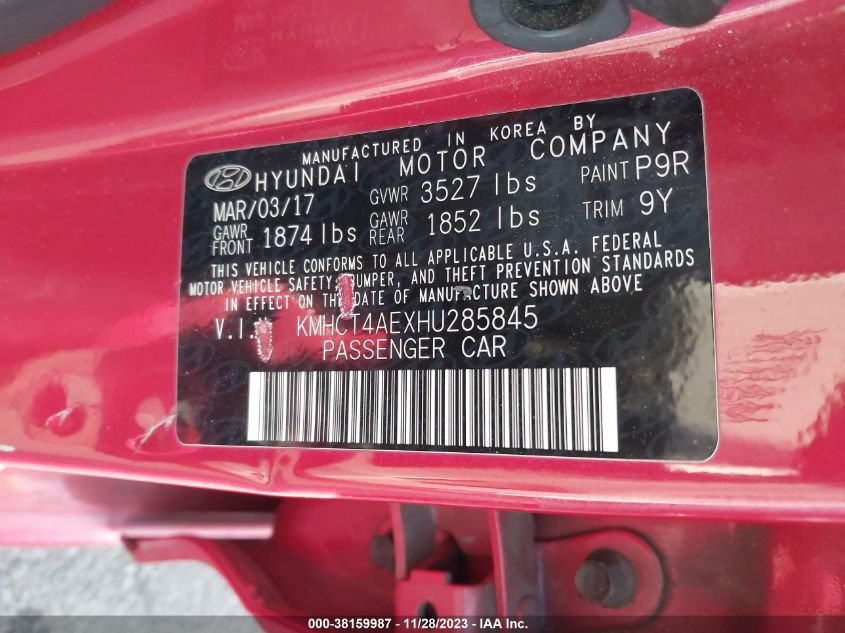 MANUFACTURED IN KOREA BY
HYUNDAI MOTOR COMPANY
MAR/03/17 GVWR 3527 lbs PAINT P9R
GAWR FRONT 1874 lbs GAWR REAR 1852 lbs TRIM 9Y
THIS VEHICLE CONFORMS TO ALL APPLICABLE U.S.A. FEDERAL
MOTOR VEHICLE SAFETY, BUMPER, AND THEFT PREVENTION STANDARDS
IN EFFECT ON THE DATE OF MANUFACTURE SHOWN ABOVE
V.I. KMHCT4AEXHU285845
PASSENGER CAR
000-38159987 - 11/28/2023 - IAA Inc.